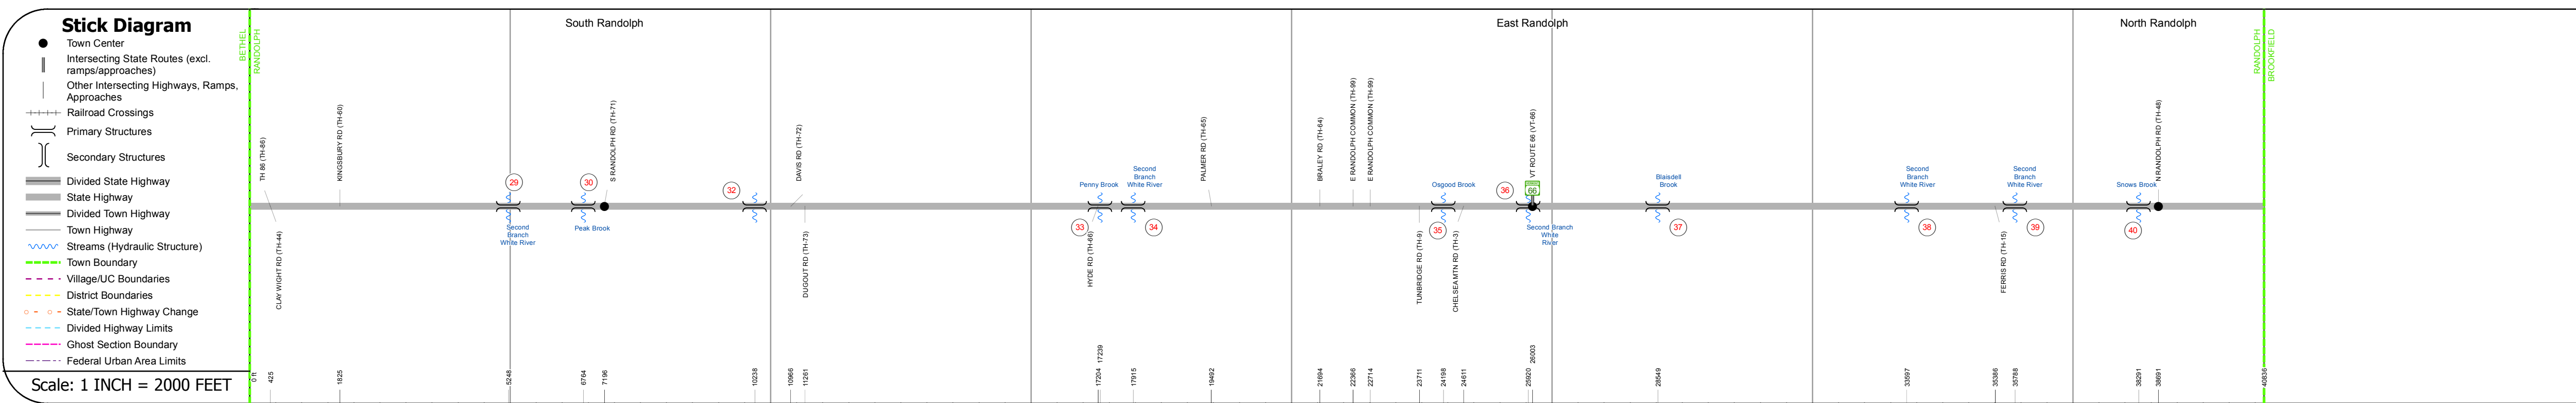 Stick Diagram
Town Center
Intersecting State Routes (excl.
ramps/approaches)
Other Intersecting Highways, Ramps,
Approaches
Railroad Crossings
Primary Structures
Secondary Structures
Divided State Highway
State Highway
Divided Town Highway
Town Highway
Streams (Hydraulic Structure)
Town Boundary
Village/UC Boundaries
District Boundaries
State/Town Highway Change
Divided Highway Limits
Ghost Section Boundary
Federal Urban Area Limits
Scale: 1 INCH = 2000 FEET
South Randolph
East Randolph
North Randolph
BETHEL
RANDOLPH
RANDOLPH
BROOKFIELD
TH 86 (TH-86)
CLAY WIGHT RD (TH-44)
KINGSBURY RD (TH-60)
29
Second
Branch
White River
30
Peak Brook
S RANDOLPH RD (TH-71)
32
DAVIS RD (TH-72)
DUGOUT RD (TH-73)
Penny Brook
33
HYDE RD (TH-66)
Second
Branch
White River
34
PALMER RD (TH-65)
BRALEY RD (TH-64)
E RANDOLPH COMMON (TH-99)
E RANDOLPH COMMON (TH-99)
TUNBRIDGE RD (TH-9)
Osgood Brook
35
CHELSEA MTN RD (TH-3)
36
VT ROUTE 66 (VT-66)
66
Second Branch
White
River
Blaisdell
Brook
37
Second
Branch
White River
38
FERRIS RD (TH-15)
Second
Branch
White River
39
Snows Brook
40
N RANDOLPH RD (TH-48)
0 ft
425
1825
5248
6764
7196
10238
10966
11261
17204
17239
17915
19492
21694
22366
22714
23711
24198
24611
25920
26003
28549
33597
35386
35788
38291
38691
40836